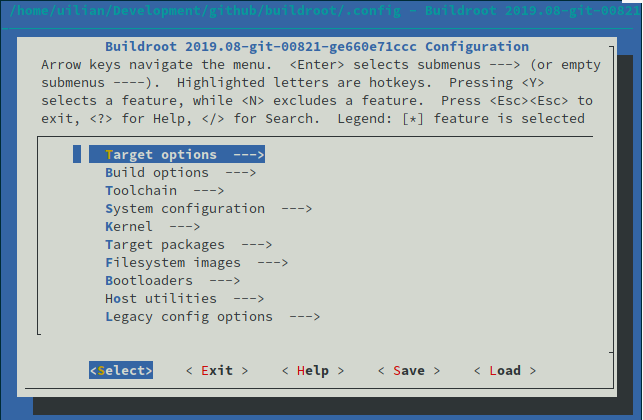 /home/uilian/Development/github/buildroot/.config - Buildroot 2019.08-git-00821
Buildroot 2019.08-git-00821-ge660e71ccc Configuration
Arrow keys navigate the menu.  <Enter> selects submenus ---> (or empty
submenus ----).  Highlighted letters are hotkeys.  Pressing <Y>
selects a feature, while <N> excludes a feature.  Press <Esc><Esc> to
exit, <?> for Help, </> for Search.  Legend: [*] feature is selected
Target options  --->
Build options  --->
Toolchain  --->
System configuration  --->
Kernel  --->
Target packages  --->
Filesystem images  --->
Bootloaders  --->
Host utilities  --->
Legacy config options  --->
<Select>    < Exit >    < Help >    < Save >    < Load >